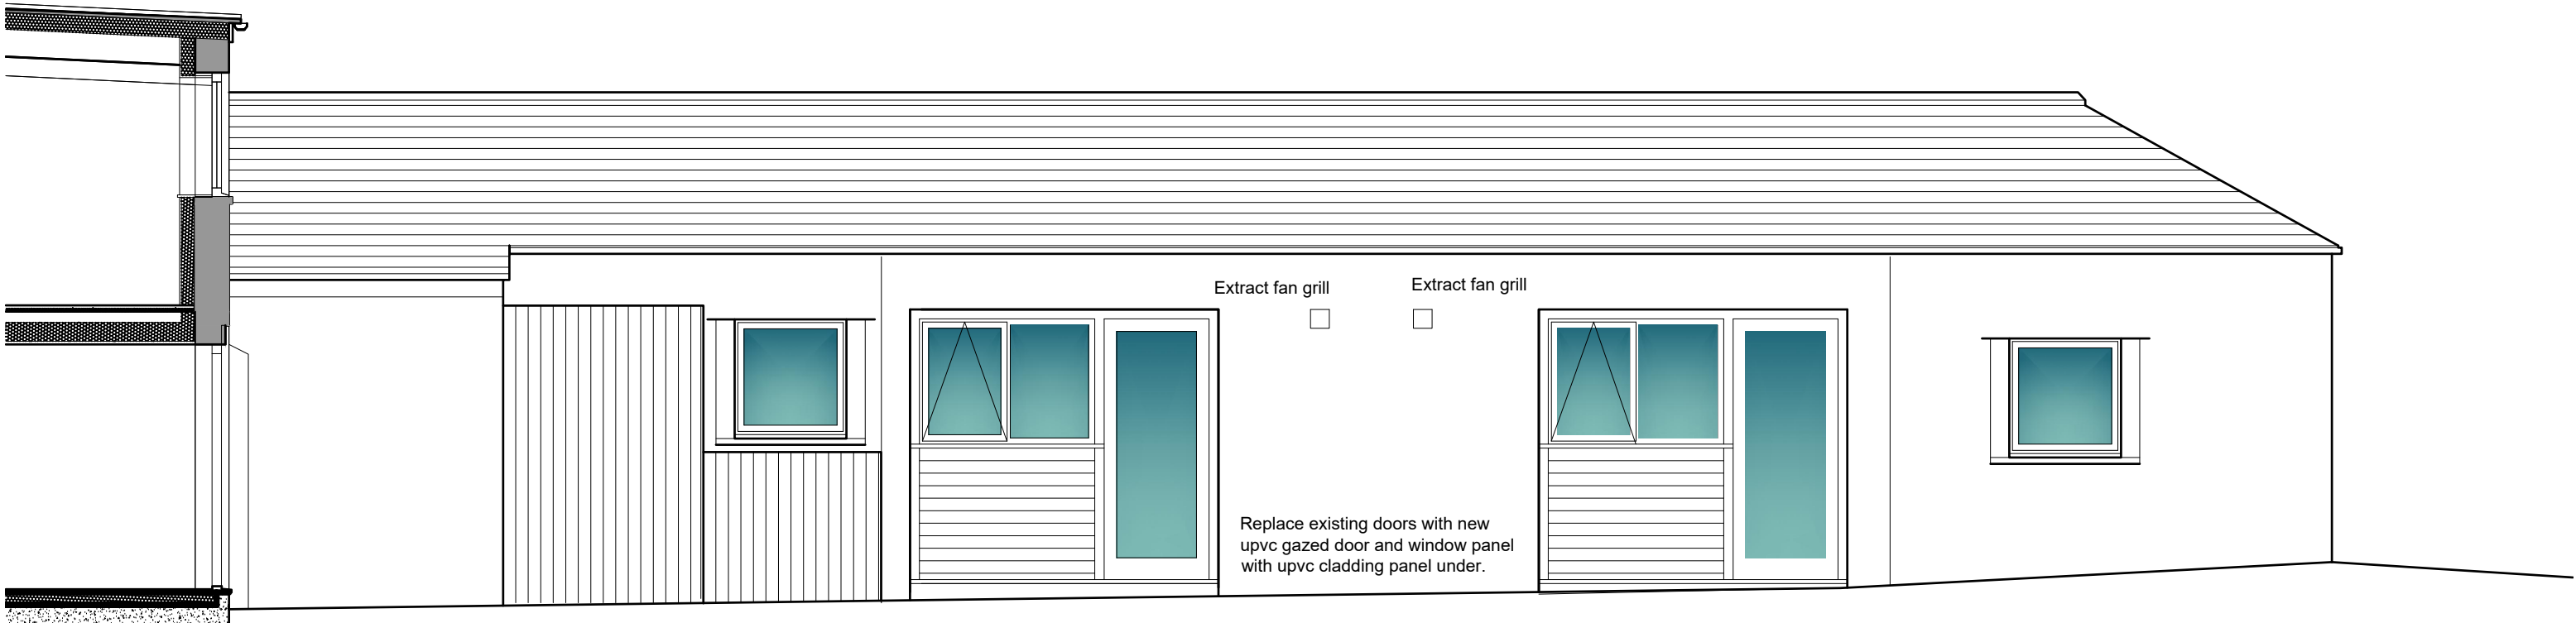 Extract fan grill
Extract fan grill
Replace existing doors with new
upvc gazed door and window panel
with upvc cladding panel under.